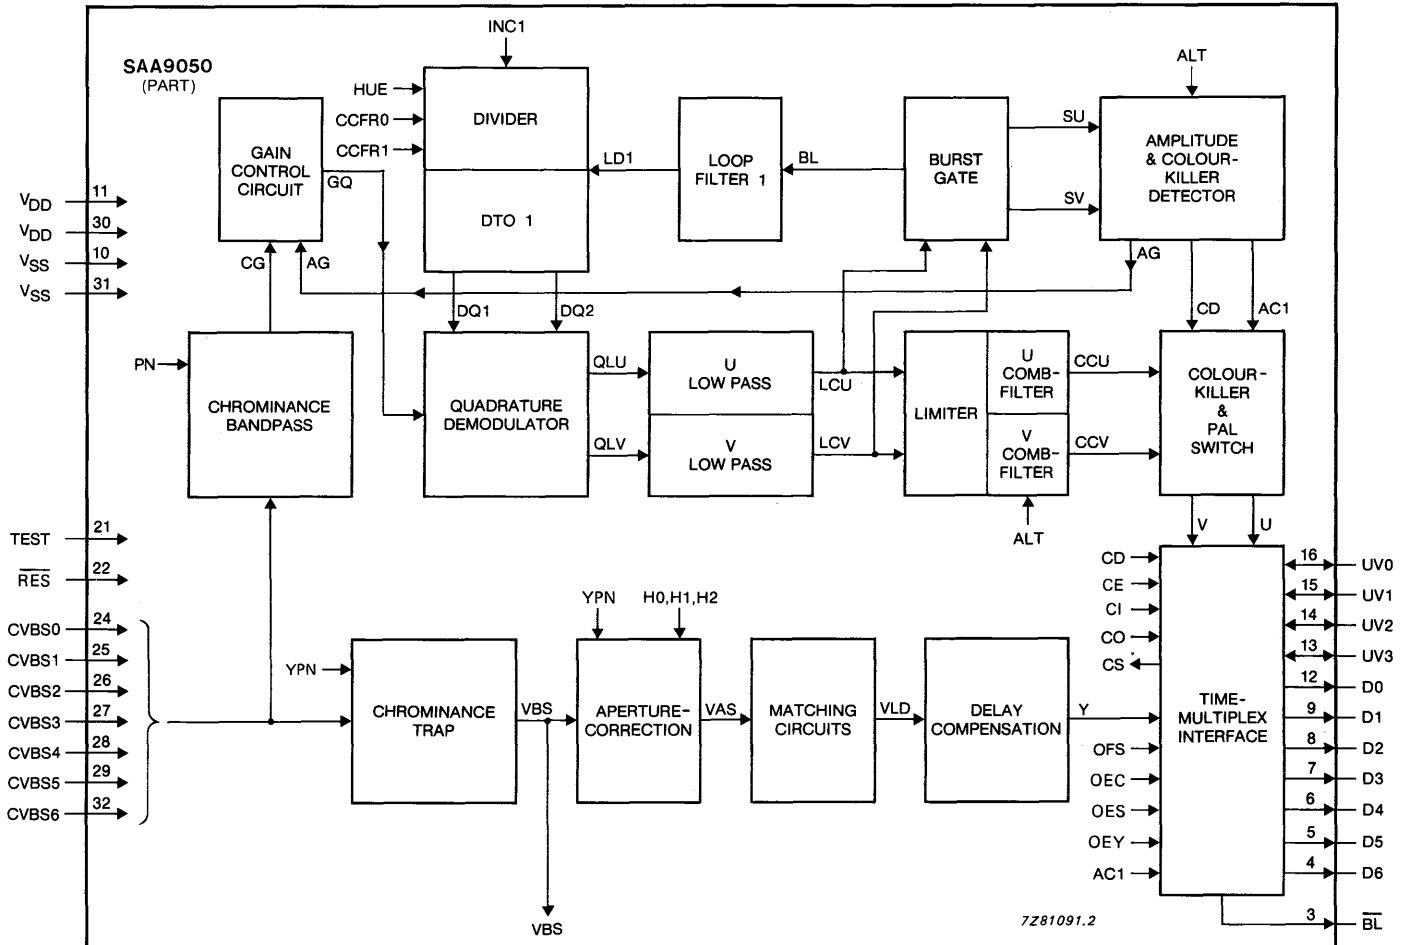 INC1
SAA9050
(PART)
ALT
HUE
CCFR0
CCFR1
DIVIDER
DTO 1
GAIN
CONTROL
CIRCUIT
GQ
LD1
LOOP
FILTER 1
BL
BURST
GATE
SU
SV
AMPLITUDE
& COLOUR-
KILLER
DETECTOR
VDD 11
VDD 30
VSS 10
VSS 31
CG
AG
AG
DQ1
DQ2
CD
AC1
PN
CHROMINANCE
BANDPASS
QUADRATURE
DEMODULATOR
QLU
QLV
U
LOW PASS
V
LOW PASS
LCU
LCV
LIMITER
U
COMB-
FILTER
V
COMB-
FILTER
CCU
CCV
COLOUR-
KILLER
&
PAL
SWITCH
ALT
V
U
TEST 21
RES 22
CVBS0 24
CVBS1 25
CVBS2 26
CVBS3 27
CVBS4 28
CVBS5 29
CVBS6 32
YPN
CHROMINANCE
TRAP
VBS
VBS
YPN
H0,H1,H2
APERTURE-
CORRECTION
VAS
MATCHING
CIRCUITS
VLD
DELAY
COMPENSATION
Y
CD
CE
CI
CO
CS
OFS
OEC
OES
OEY
AC1
TIME-
MULTIPLEX
INTERFACE
16 UV0
15 UV1
14 UV2
13 UV3
12 D0
9 D1
8 D2
7 D3
6 D4
5 D5
4 D6
3 BL
7Z81091.2